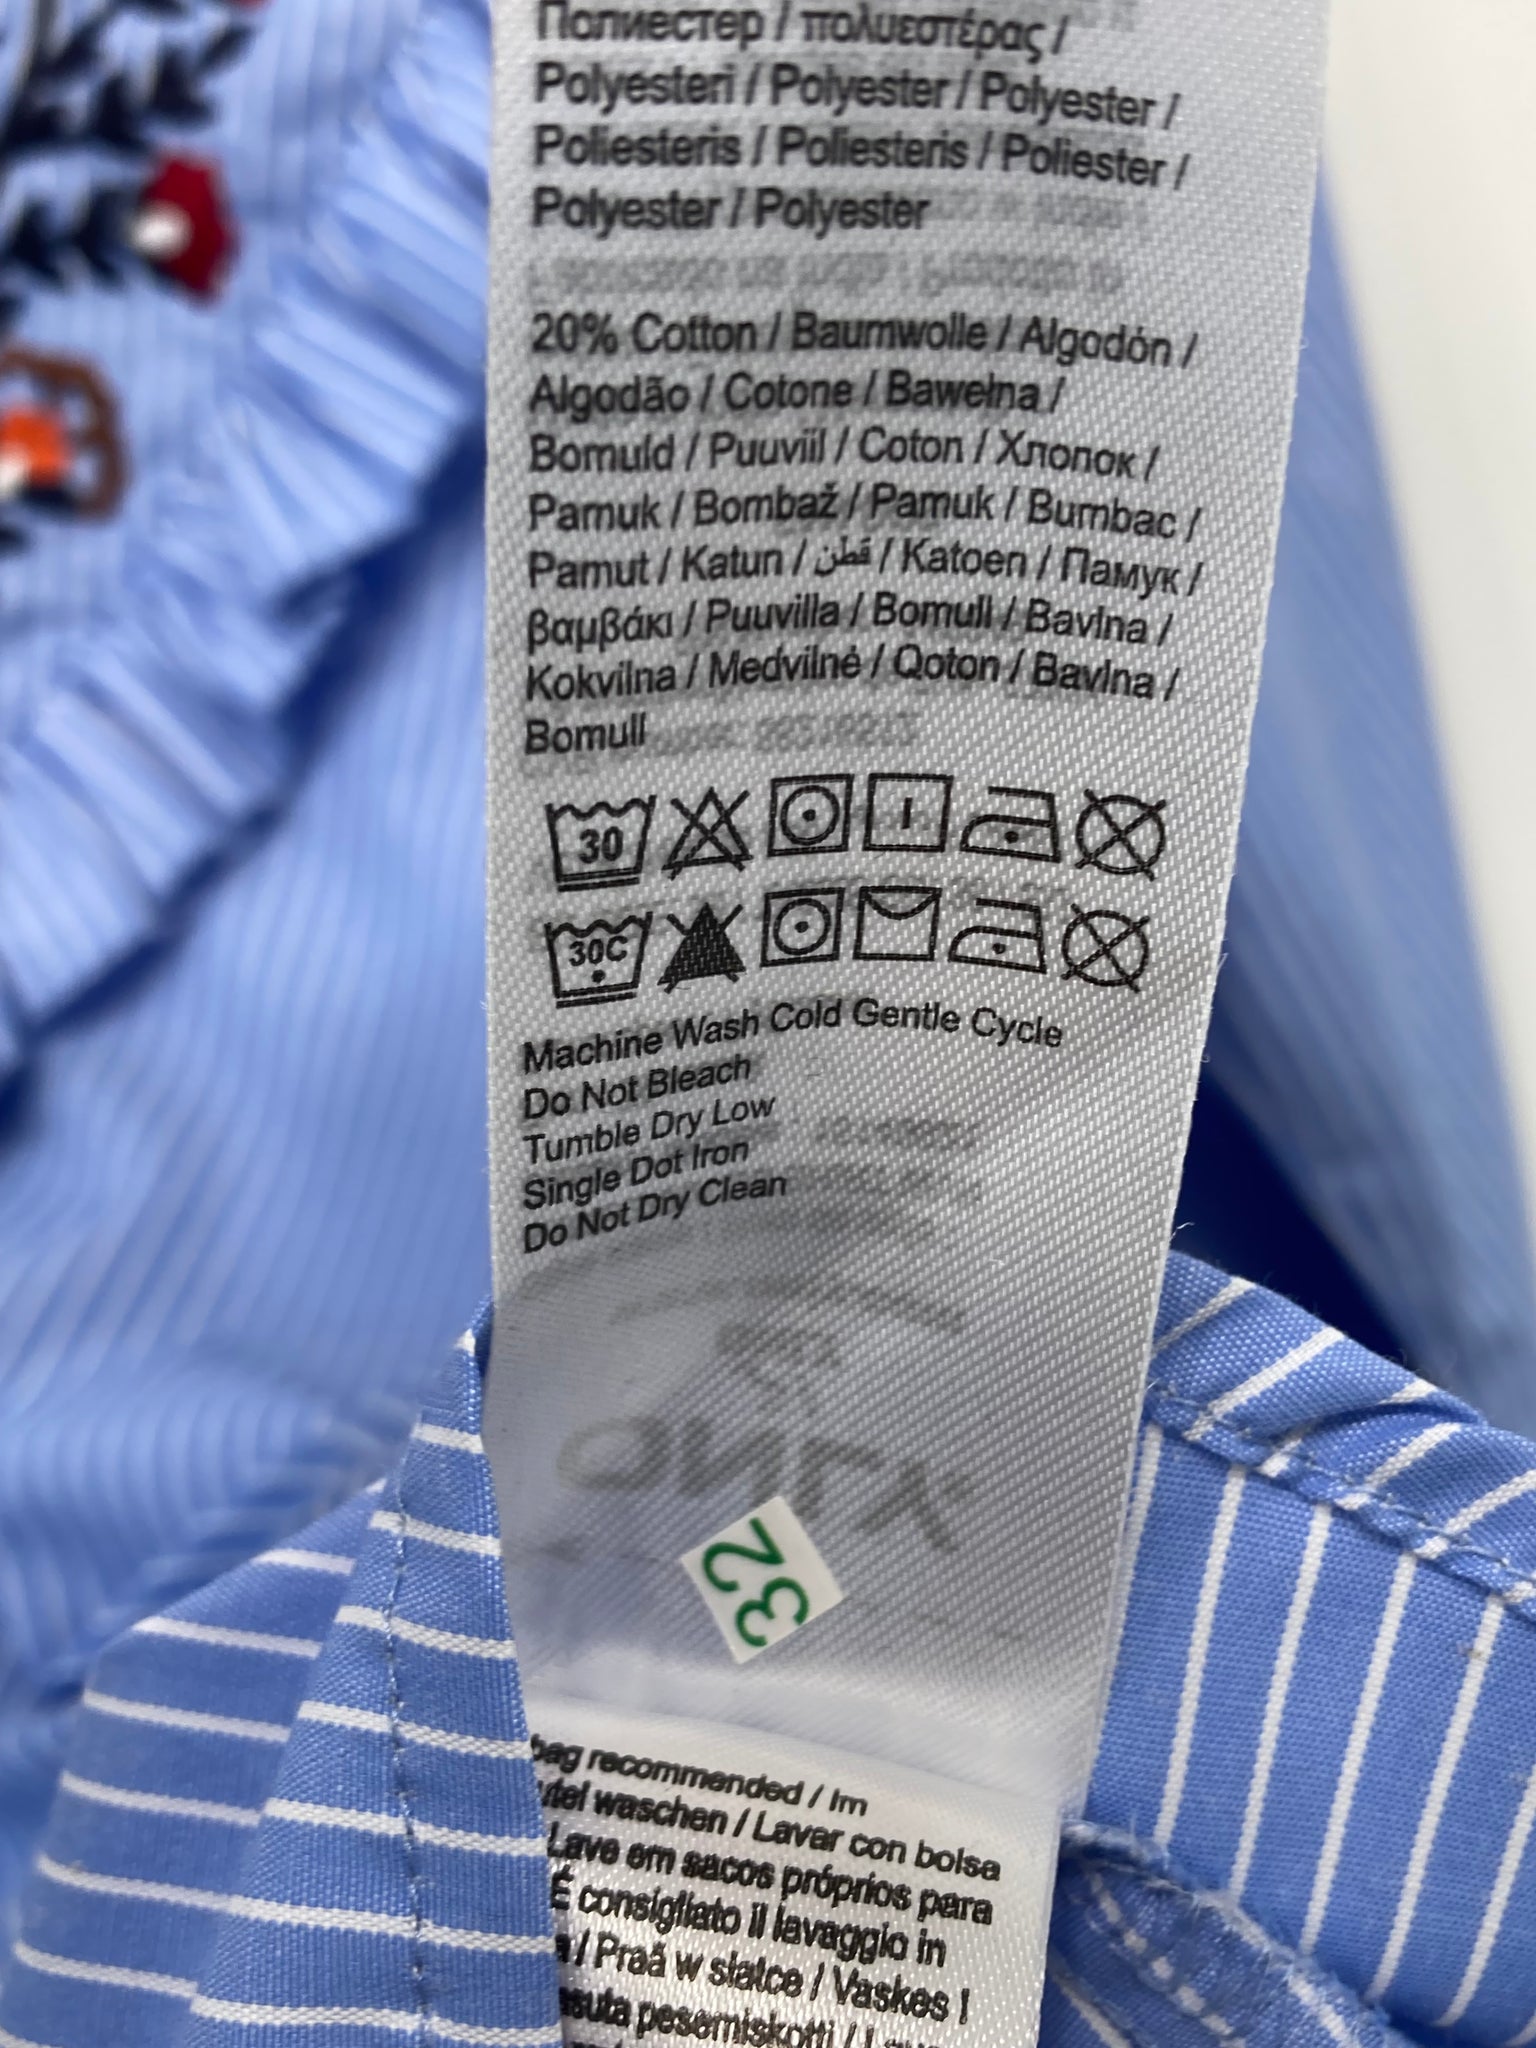 Полиестер / πολυεστέρας /
Polyesteri / Polyester / Polyester /
Poliesteris / Poliesteris / Poliester /
Polyester / Polyester
20% Cotton / Baumwolle / Algodón /
Algodão / Cotone / Bawełna /
Bomuld / Puuvill / Coton / Хлопок /
Pamuk / Bombaž / Pamuk / Bumbac /
Pamut / Katun / قطن / Katoen / Памук /
βαμβάκι / Puuvilla / Bomull / Bavlna /
Kokvilna / Medvilnė / Qoton / Bavlna /
Bomull
30
30C
Machine Wash Cold Gentle Cycle
Do Not Bleach
Tumble Dry Low
Single Dot Iron
Do Not Dry Clean
ONLY
32
bag recommended / Im
waschen / Lavar con bolsa
Lave em sacos próprios para
É consigliato il lavaggio in
/ Prać w siatce / Vaskes I
pesemiskotti /